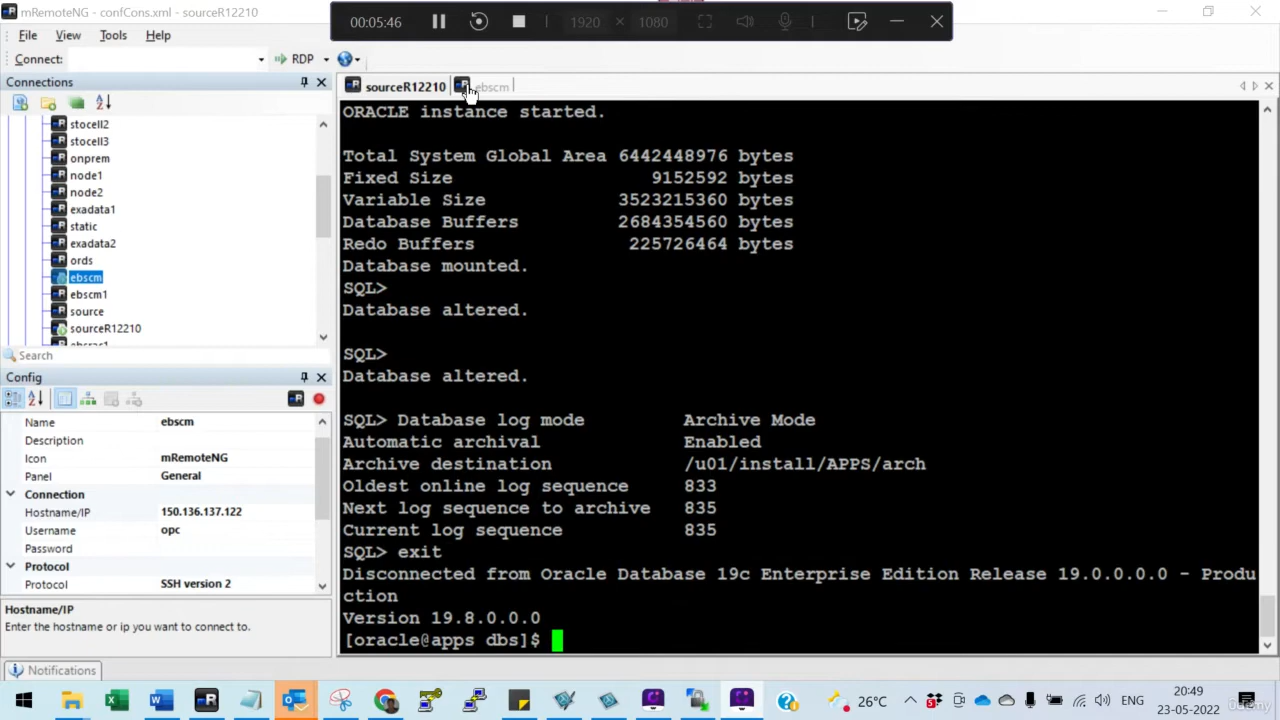 mRemoteNG - confCons.xml - sourceR12210
00:05:46
1920 × 1080
File View Tools Help
Connect: RDP
Connections
stocell2
stocell3
onprem
node1
node2
exadata1
static
exadata2
ords
ebscm
ebscm1
source
sourceR12210
Search
Config
Name ebscm
Description
Icon mRemoteNG
Panel General
Connection
Hostname/IP 150.136.137.122
Username opc
Password
Protocol
Protocol SSH version 2
Hostname/IP
Enter the hostname or ip you want to connect to.
Notifications
sourceR12210 ebscm
ORACLE instance started.
Total System Global Area 6442448976 bytes
Fixed Size 9152592 bytes
Variable Size 3523215360 bytes
Database Buffers 2684354560 bytes
Redo Buffers 225726464 bytes
Database mounted.
SQL>
Database altered.
SQL>
Database altered.
SQL> Database log mode Archive Mode
Automatic archival Enabled
Archive destination /u01/install/APPS/arch
Oldest online log sequence 833
Next log sequence to archive 835
Current log sequence 835
SQL> exit
Disconnected from Oracle Database 19c Enterprise Edition Release 19.0.0.0.0 - Produ
ction
Version 19.8.0.0.0
[oracle@apps dbs]$
26°C
ENG
20:49
23-05-2022
Udemy